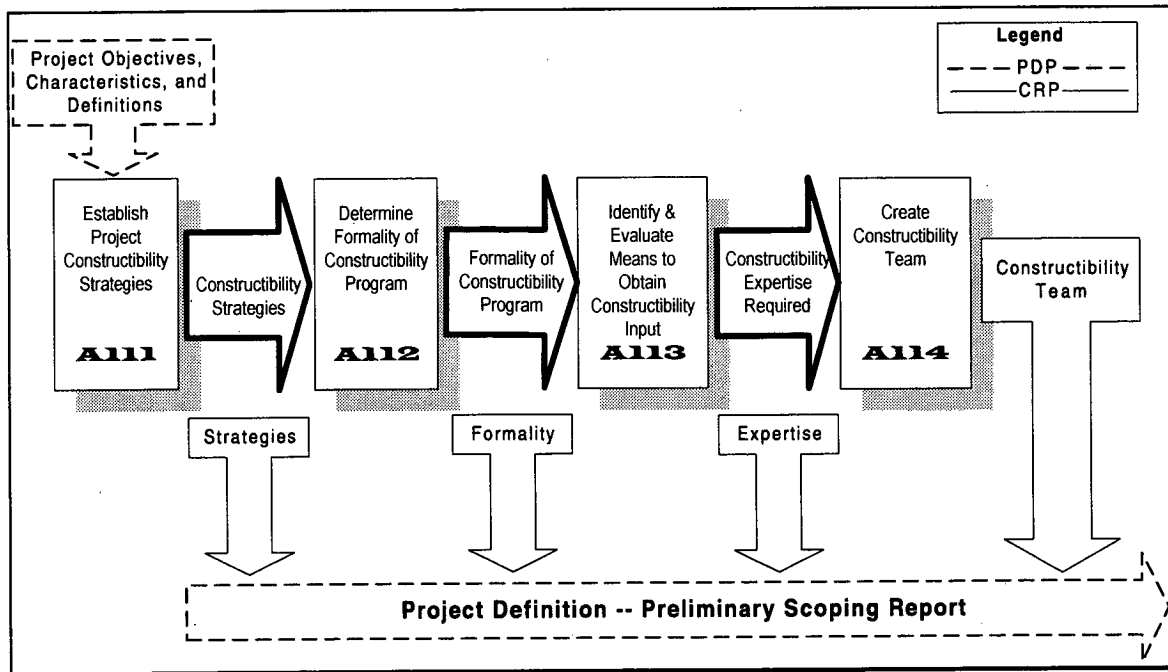 Project Objectives,
Characteristics, and
Definitions
Legend
PDP
CRP
Establish
Project
Constructibility
Strategies
A111
Constructibility
Strategies
Determine
Formality of
Constructibility
Program
A112
Formality of
Constructibility
Program
Identify &
Evaluate
Means to
Obtain
Constructibility
Input
A113
Constructibility
Expertise
Required
Create
Constructibility
Team
A114
Constructibility
Team
Strategies
Formality
Expertise
Project Definition -- Preliminary Scoping Report